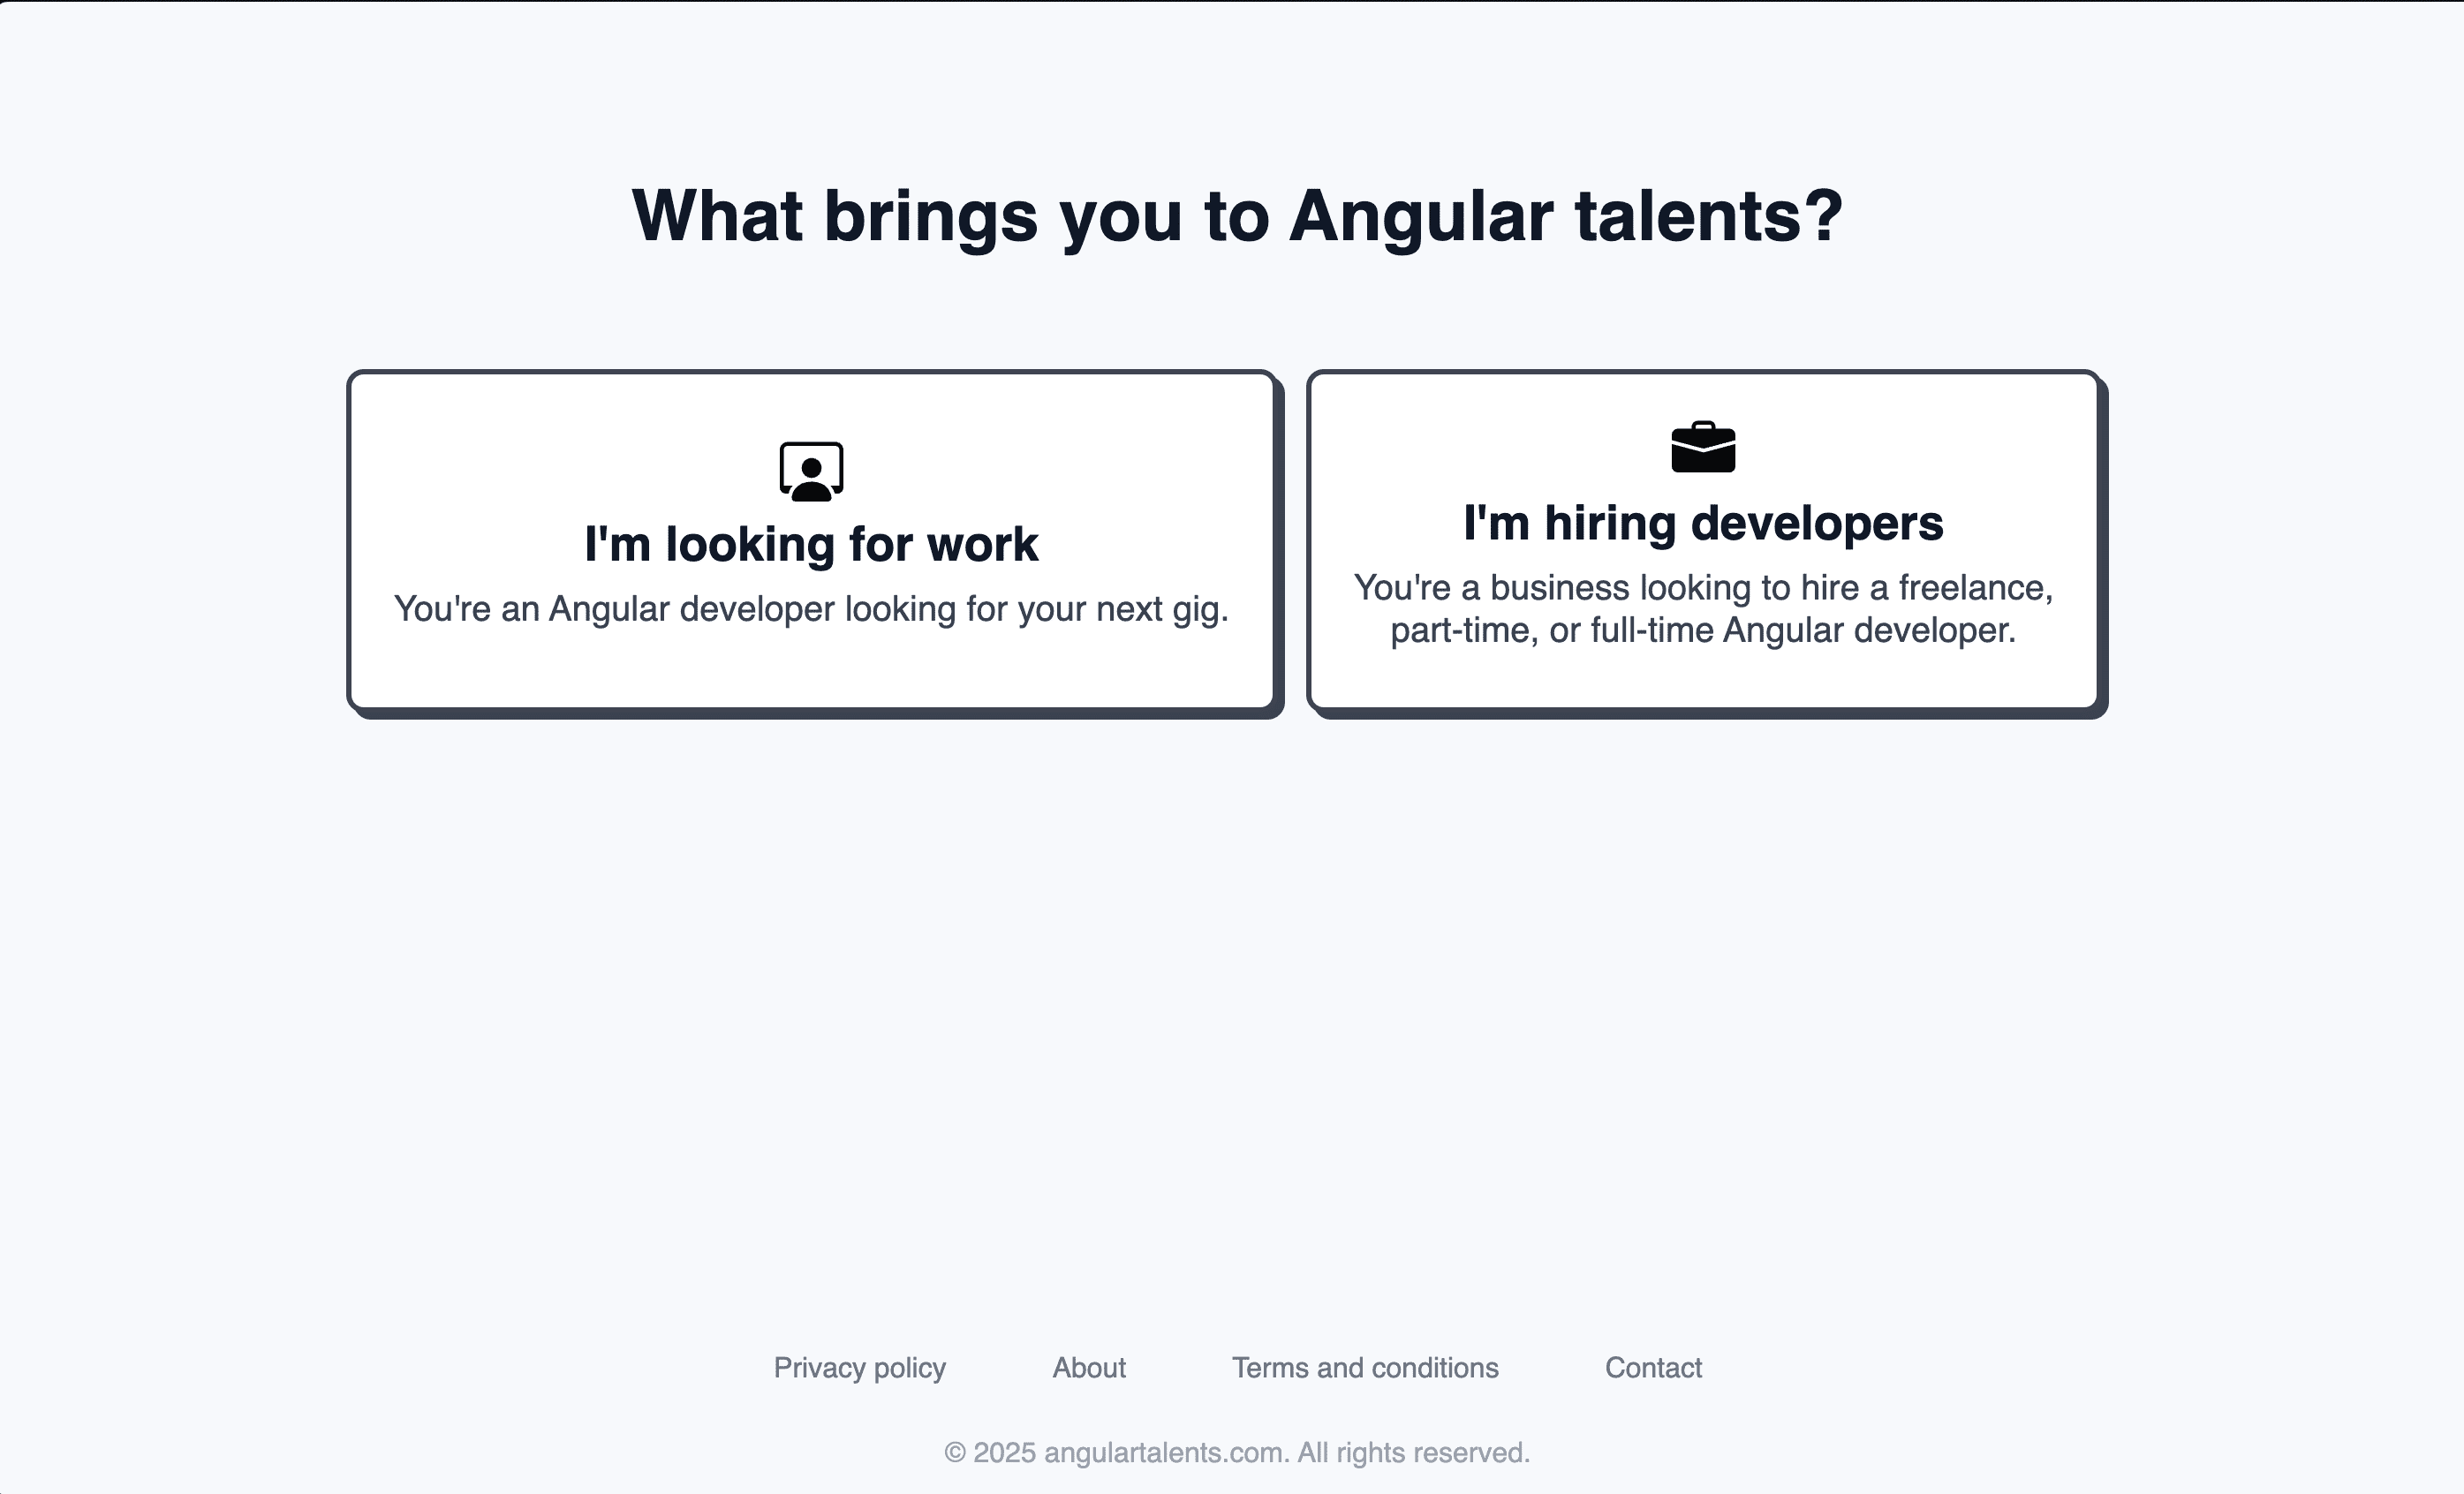 What brings you to Angular talents?
I'm looking for work
You're an Angular developer looking for your next gig.
I'm hiring developers
You're a business looking to hire a freelance,
part-time, or full-time Angular developer.
Privacy policy About Terms and conditions Contact
© 2025 angulartalents.com. All rights reserved.